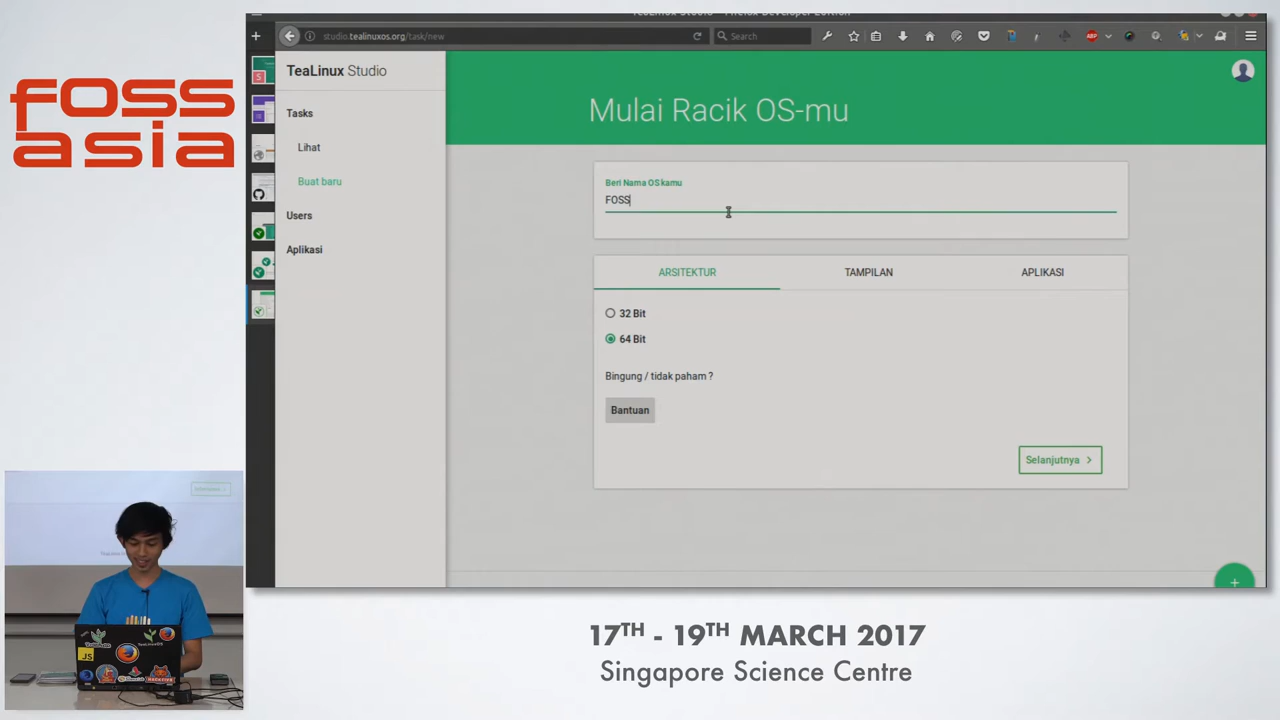 foss
asia
studio.tealinuxos.org/task/new
Search
TeaLinux Studio
Tasks
Lihat
Buat baru
Users
Aplikasi
Mulai Racik OS-mu
Beri Nama OS kamu
FOSS
ARSITEKTUR
TAMPILAN
APLIKASI
32 Bit
64 Bit
Bingung / tidak paham ?
Bantuan
Selanjutnya >
+
JS
17TH - 19TH MARCH 2017
Singapore Science Centre